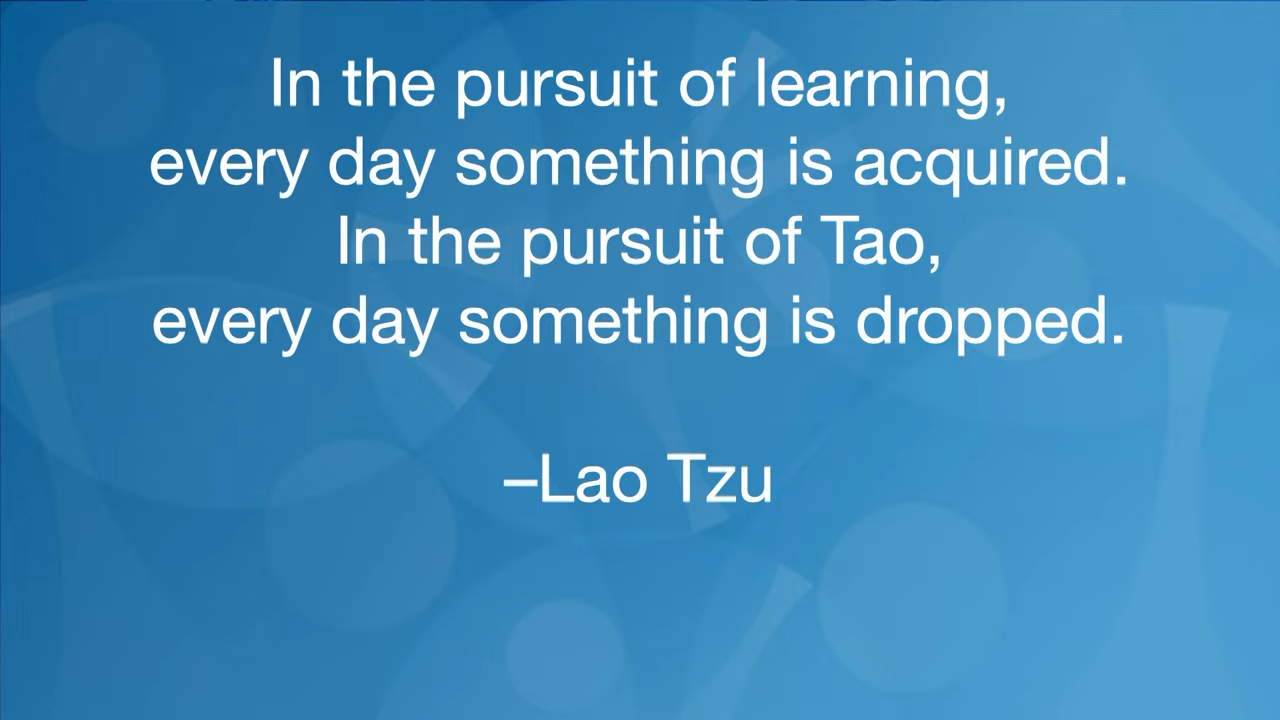 In the pursuit of learning,
every day something is acquired.
In the pursuit of Tao,
every day something is dropped.
–Lao Tzu